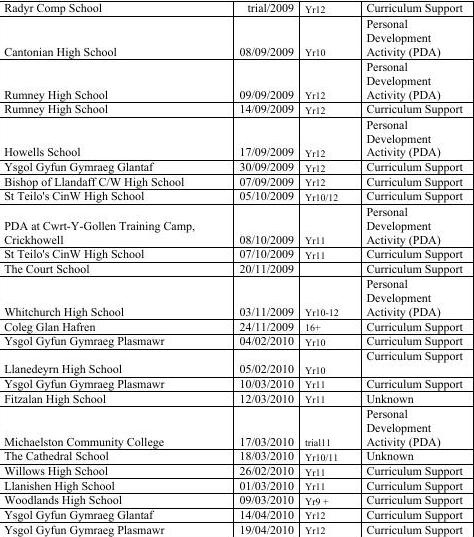 Radyr Comp School trial/2009 Yr12 Curriculum Support
Personal
Development
Cantonian High School 08/09/2009 Yr10 Activity (PDA)
Personal
Development
Rumney High School 09/09/2009 Yr12 Activity (PDA)
Rumney High School 14/09/2009 Yr12 Curriculum Support
Personal
Development
Howells School 17/09/2009 Yr12 Activity (PDA)
Ysgol Gyfun Gymraeg Glantaf 30/09/2009 Yr12 Curriculum Support
Bishop of Llandaff C/W High School 07/09/2009 Yr12 Curriculum Support
St Teilo's CinW High School 05/10/2009 Yr10/12 Curriculum Support
Personal
PDA at Cwrt-Y-Gollen Training Camp, Development
Crickhowell 08/10/2009 Yr11 Activity (PDA)
St Teilo's CinW High School 07/10/2009 Yr11 Curriculum Support
The Court School 20/11/2009 Curriculum Support
Personal
Development
Whitchurch High School 03/11/2009 Yr10-12 Activity (PDA)
Coleg Glan Hafren 24/11/2009 16+ Curriculum Support
Ysgol Gyfun Gymraeg Plasmawr 04/02/2010 Yr10 Curriculum Support
Curriculum Support
Llanedeyrn High School 05/02/2010 Yr10
Ysgol Gyfun Gymraeg Plasmawr 10/03/2010 Yr11 Curriculum Support
Fitzalan High School 12/03/2010 Yr11 Unknown
Personal
Development
Michaelston Community College 17/03/2010 trial11 Activity (PDA)
The Cathedral School 18/03/2010 Yr10/11 Unknown
Willows High School 26/02/2010 Yr11 Curriculum Support
Llanishen High School 01/03/2010 Yr11 Curriculum Support
Woodlands High School 09/03/2010 Yr9 + Curriculum Support
Ysgol Gyfun Gymraeg Glantaf 14/04/2010 Yr12 Curriculum Support
Ysgol Gyfun Gymraeg Plasmawr 19/04/2010 Yr12 Curriculum Support